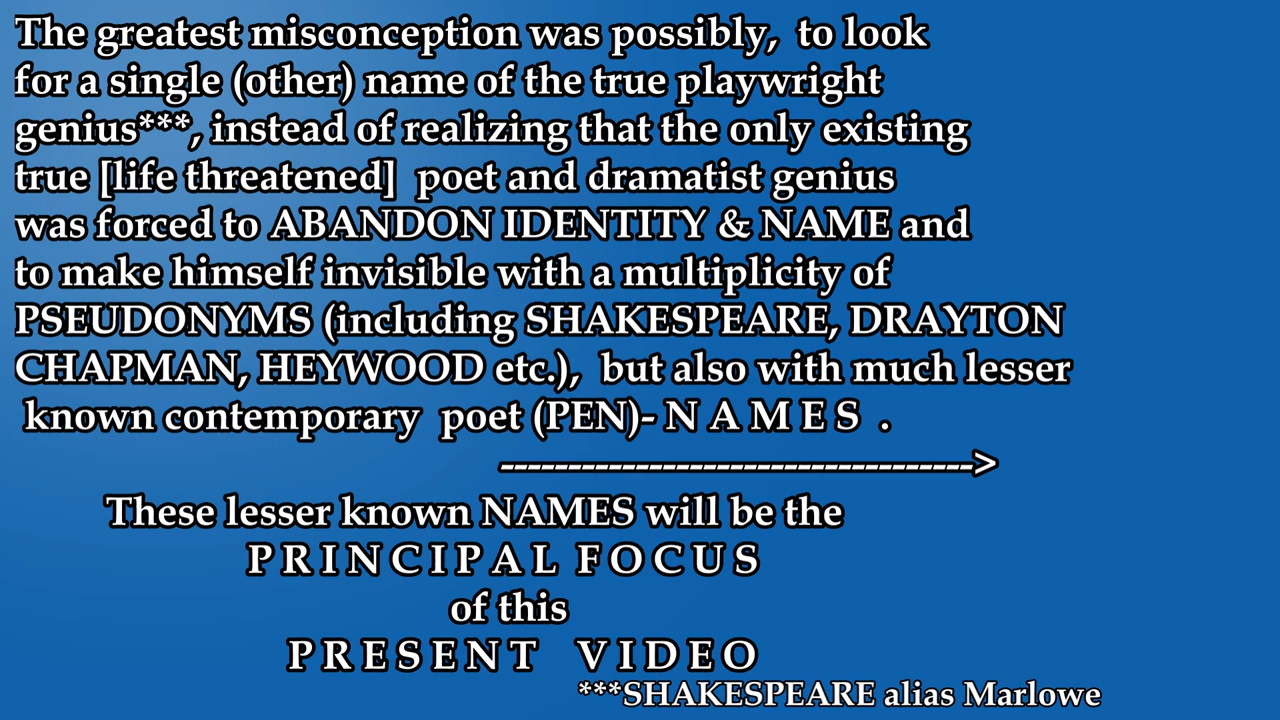 The greatest misconception was possibly,  to look
for a single (other) name of the true playwright
genius***, instead of realizing that the only existing
true [life threatened]  poet and dramatist genius
was forced to ABANDON IDENTITY & NAME and
to make himself invisible with a multiplicity of
PSEUDONYMS (including SHAKESPEARE, DRAYTON
CHAPMAN, HEYWOOD etc.),  but also with much lesser
known contemporary  poet (PEN)- N A M E S  .
---------------------------------->
These lesser known NAMES will be the
P R I N C I P A L  F O C U S
of this
P R E S E N T   V I D E O
***SHAKESPEARE alias Marlowe